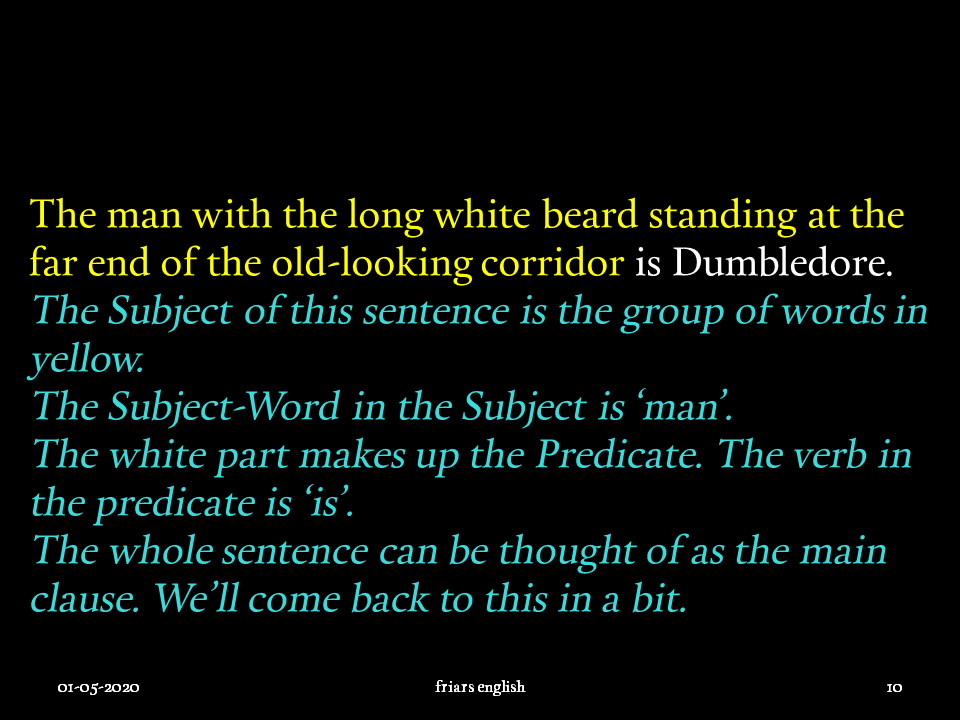 The man with the long white beard standing at the
far end of the old-looking corridor is Dumbledore.
The Subject of this sentence is the group of words in
yellow.
The Subject-Word in the Subject is ‘man’.
The white part makes up the Predicate. The verb in
the predicate is ‘is’.
The whole sentence can be thought of as the main
clause. We’ll come back to this in a bit.
01-05-2020 friars english 10